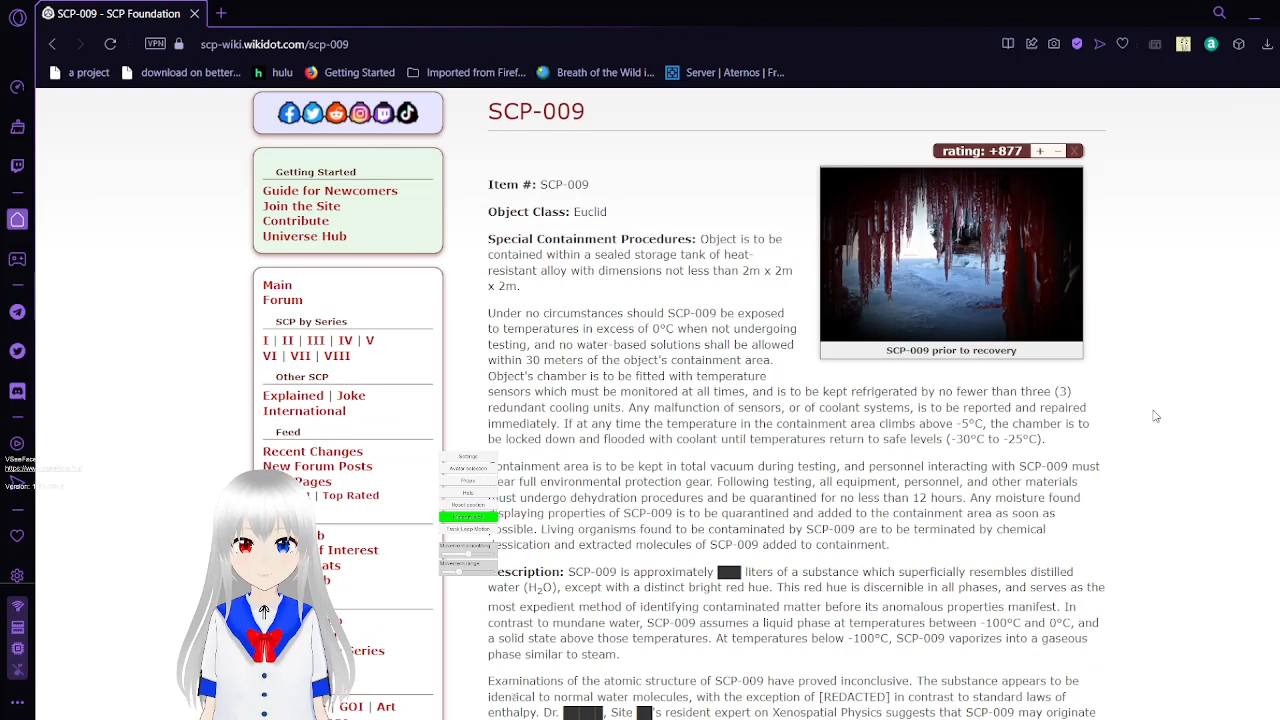 SCP-009 - SCP Foundation
VPN
scp-wiki.wikidot.com/scp-009
a project
download on better...
hulu
Getting Started
Imported from Firef...
Breath of the Wild i...
Server | Aternos | Fr...
Getting Started
Guide for Newcomers
Join the Site
Contribute
Universe Hub
Main
Forum
SCP by Series
I | II | III | IV | V
VI | VII | VIII
Other SCP
Explained | Joke
International
Feed
Recent Changes
New Forum Posts
Pages
| Top Rated
of Interest
GOI | Art
VSeeFace
Settings
Avatar selection
Help
Reset position
Track Leap Motion
Movement smoothing
Movement range
SCP-009
rating: +877 + – X
Item #: SCP-009
Object Class: Euclid
Special Containment Procedures: Object is to be
contained within a sealed storage tank of heat-
resistant alloy with dimensions not less than 2m x 2m
x 2m.
SCP-009 prior to recovery
Under no circumstances should SCP-009 be exposed
to temperatures in excess of 0°C when not undergoing
testing, and no water-based solutions shall be allowed
within 30 meters of the object's containment area.
Object's chamber is to be fitted with temperature
sensors which must be monitored at all times, and is to be kept refrigerated by no fewer than three (3)
redundant cooling units. Any malfunction of sensors, or of coolant systems, is to be reported and repaired
immediately. If at any time the temperature in the containment area climbs above -5°C, the chamber is to
be locked down and flooded with coolant until temperatures return to safe levels (-30°C to -25°C).
ontainment area is to be kept in total vacuum during testing, and personnel interacting with SCP-009 must
ear full environmental protection gear. Following testing, all equipment, personnel, and other materials
ust undergo dehydration procedures and be quarantined for no less than 12 hours. Any moisture found
splaying properties of SCP-009 is to be quarantined and added to the containment area as soon as
ossible. Living organisms found to be contaminated by SCP-009 are to be terminated by chemical
essication and extracted molecules of SCP-009 added to containment.
escription: SCP-009 is approximately liters of a substance which superficially resembles distilled
water (H₂O), except with a distinct bright red hue. This red hue is discernible in all phases, and serves as the
most expedient method of identifying contaminated matter before its anomalous properties manifest. In
contrast to mundane water, SCP-009 assumes a liquid phase at temperatures between -100°C and 0°C, and
a solid state above those temperatures. At temperatures below -100°C, SCP-009 vaporizes into a gaseous
phase similar to steam.
Examinations of the atomic structure of SCP-009 have proved inconclusive. The substance appears to be
identical to normal water molecules, with the exception of [REDACTED] in contrast to standard laws of
enthalpy. Dr. , Site 's resident expert on Xenospatial Physics suggests that SCP-009 may originate